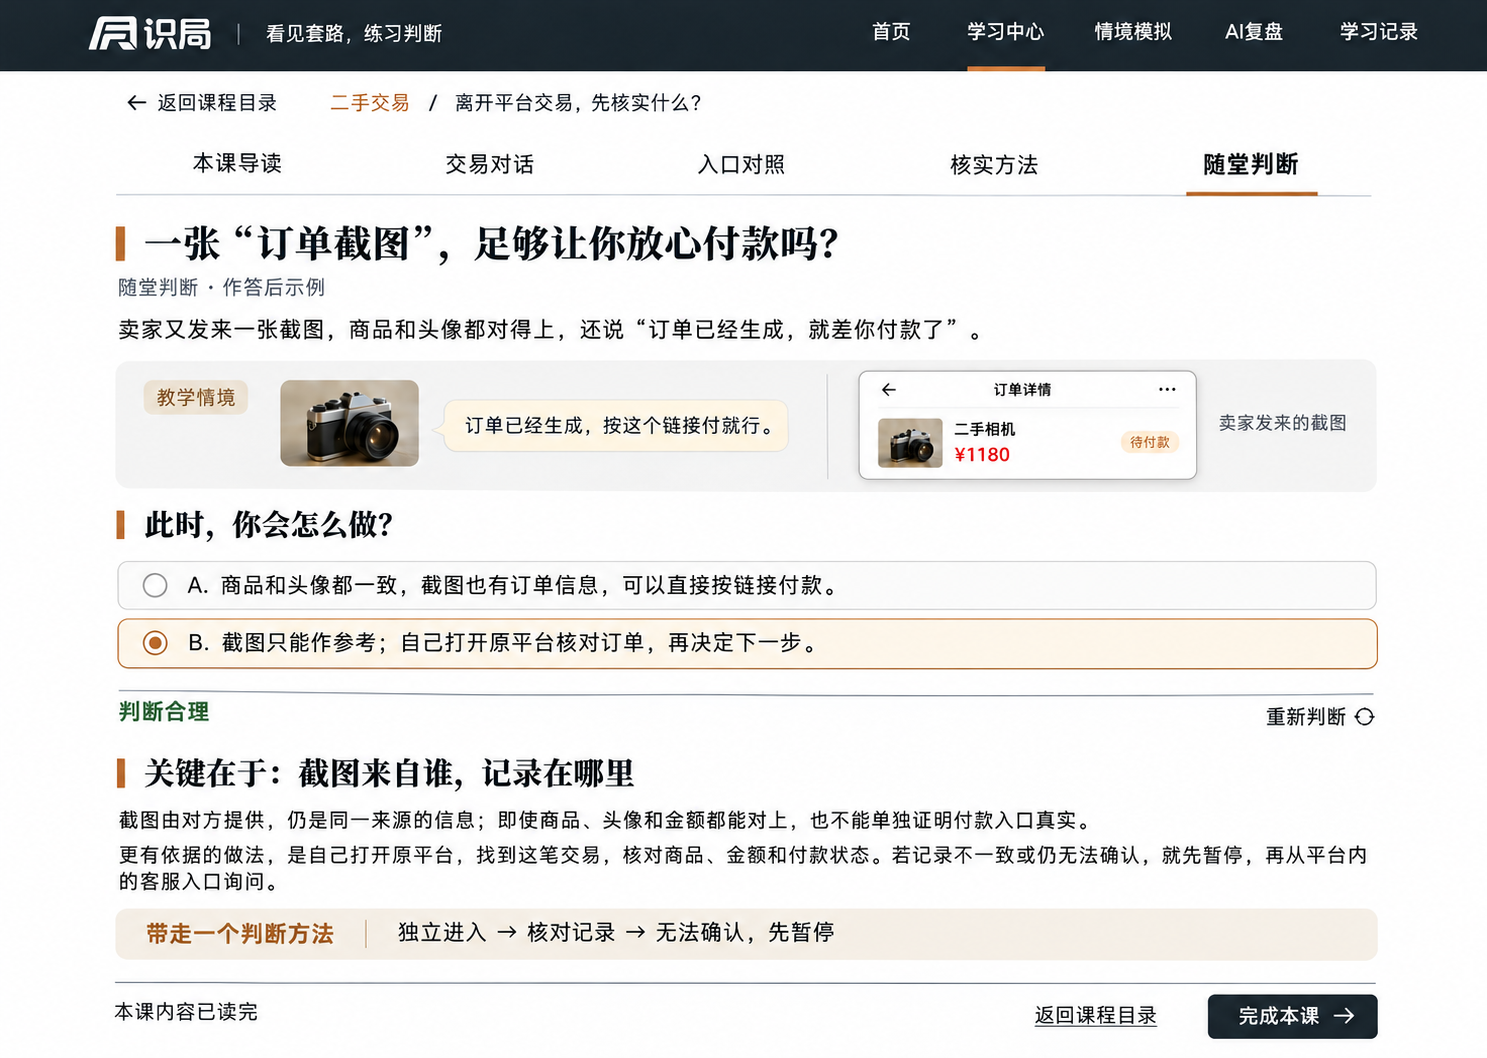 识局 | 看见套路，练习判断
首页 学习中心 情境模拟 AI复盘 学习记录
← 返回课程目录 二手交易 / 离开平台交易，先核实什么？
本课导读 交易对话 入口对照 核实方法 随堂判断
一张“订单截图”，足够让你放心付款吗？
随堂判断・作答后示例
卖家又发来一张截图，商品和头像都对得上，还说“订单已经生成，就差你付款了”。
教学情境
订单已经生成，按这个链接付就行。
← 订单详情 ···
二手相机
¥1180
待付款
卖家发来的截图
此时，你会怎么做？
A. 商品和头像都一致，截图也有订单信息，可以直接按链接付款。
B. 截图只能作参考；自己打开原平台核对订单，再决定下一步。
判断合理
重新判断
关键在于：截图来自谁，记录在哪里
截图由对方提供，仍是同一来源的信息；即使商品、头像和金额都能对上，也不能单独证明付款入口真实。
更有依据的做法，是自己打开原平台，找到这笔交易，核对商品、金额和付款状态。若记录不一致或仍无法确认，就先暂停，再从平台内
的客服入口询问。
带走一个判断方法 | 独立进入 → 核对记录 → 无法确认，先暂停
本课内容已读完
返回课程目录
完成本课 →